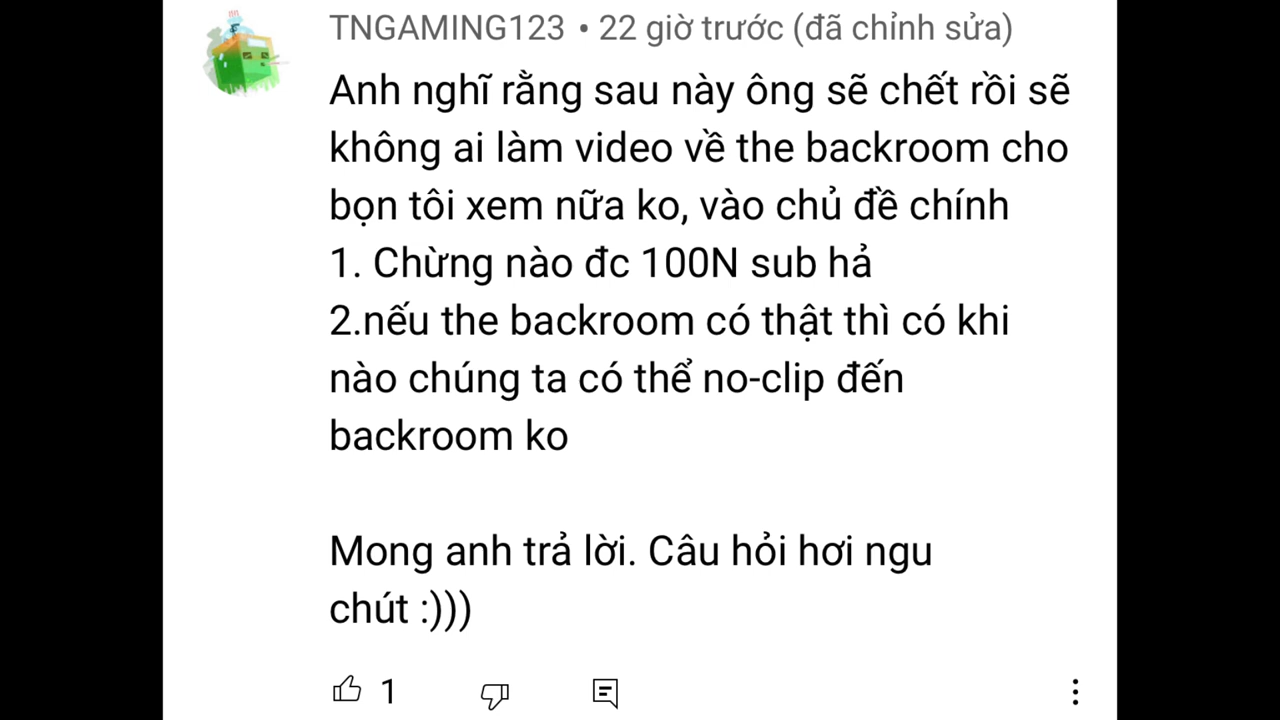 TNGAMING123 • 22 giờ trước (đã chỉnh sửa)
Anh nghĩ rằng sau này ông sẽ chết rồi sẽ
không ai làm video về the backroom cho
bọn tôi xem nữa ko, vào chủ đề chính
1. Chừng nào đc 100N sub hả
2.nếu the backroom có thật thì có khi
nào chúng ta có thể no-clip đến
backroom ko
Mong anh trả lời. Câu hỏi hơi ngu
chút :)))
1